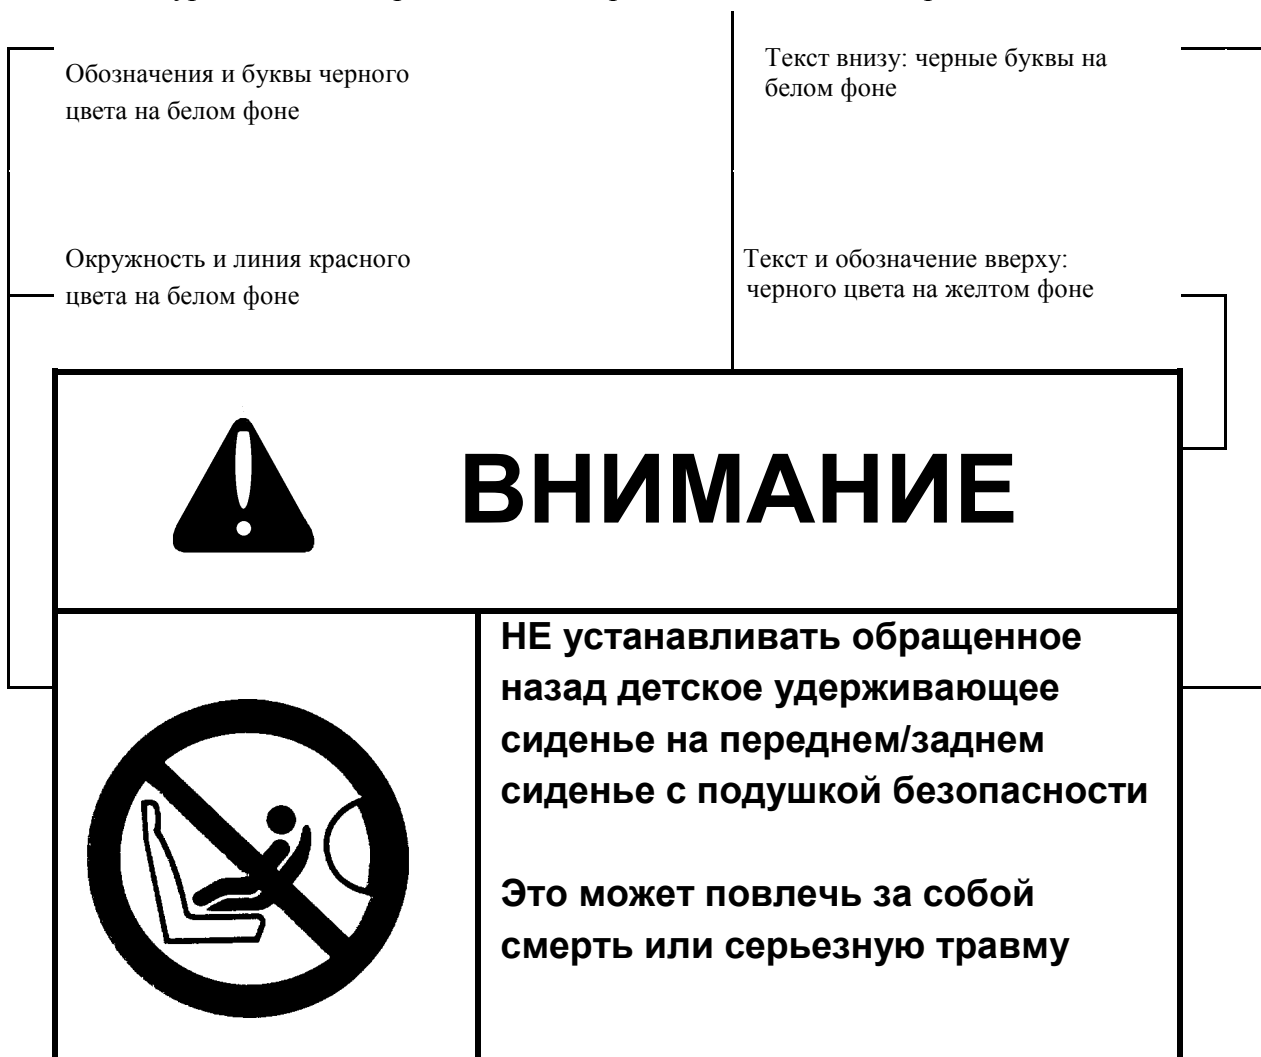 Обозначения и буквы черного
цвета на белом фоне
Текст внизу: черные буквы на
белом фоне
Окружность и линия красного
цвета на белом фоне
Текст и обозначение вверху:
черного цвета на желтом фоне
ВНИМАНИЕ
НЕ устанавливать обращенное
назад детское удерживающее
сиденье на переднем/заднем
сиденье с подушкой безопасности
Это может повлечь за собой
смерть или серьезную травму